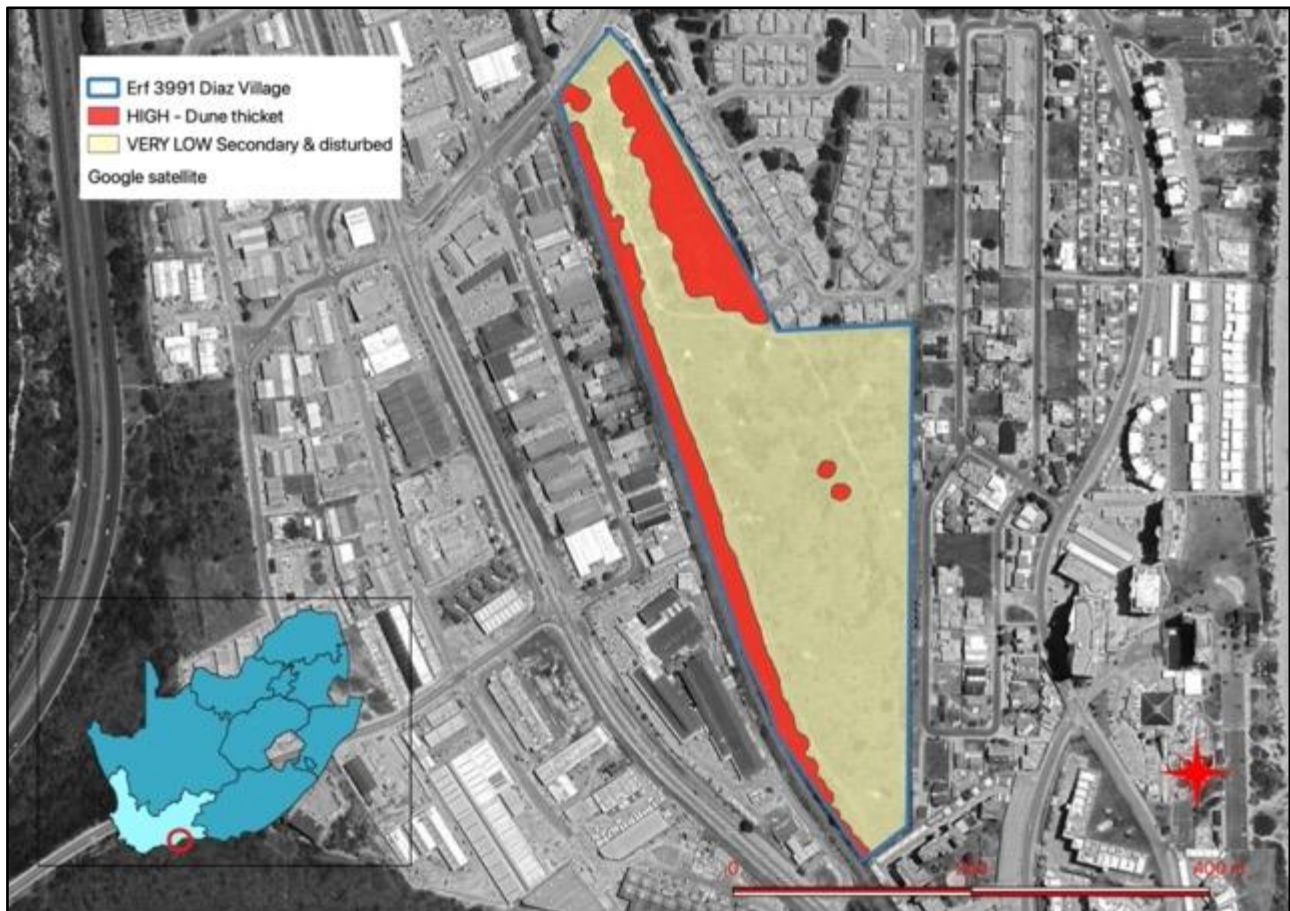 Erf 3991 Diaz Village
HIGH - Dune thicket
VERY LOW Secondary & disturbed
Google satellite
0 200 400 m